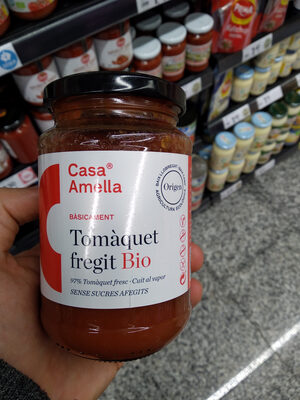 Casa®
Amella
Origen
BÀSICAMENT
Tomàquet
fregit Bio
97% Tomàquet fresc · Cuit al vapor
SENSE SUCRES AFEGITS